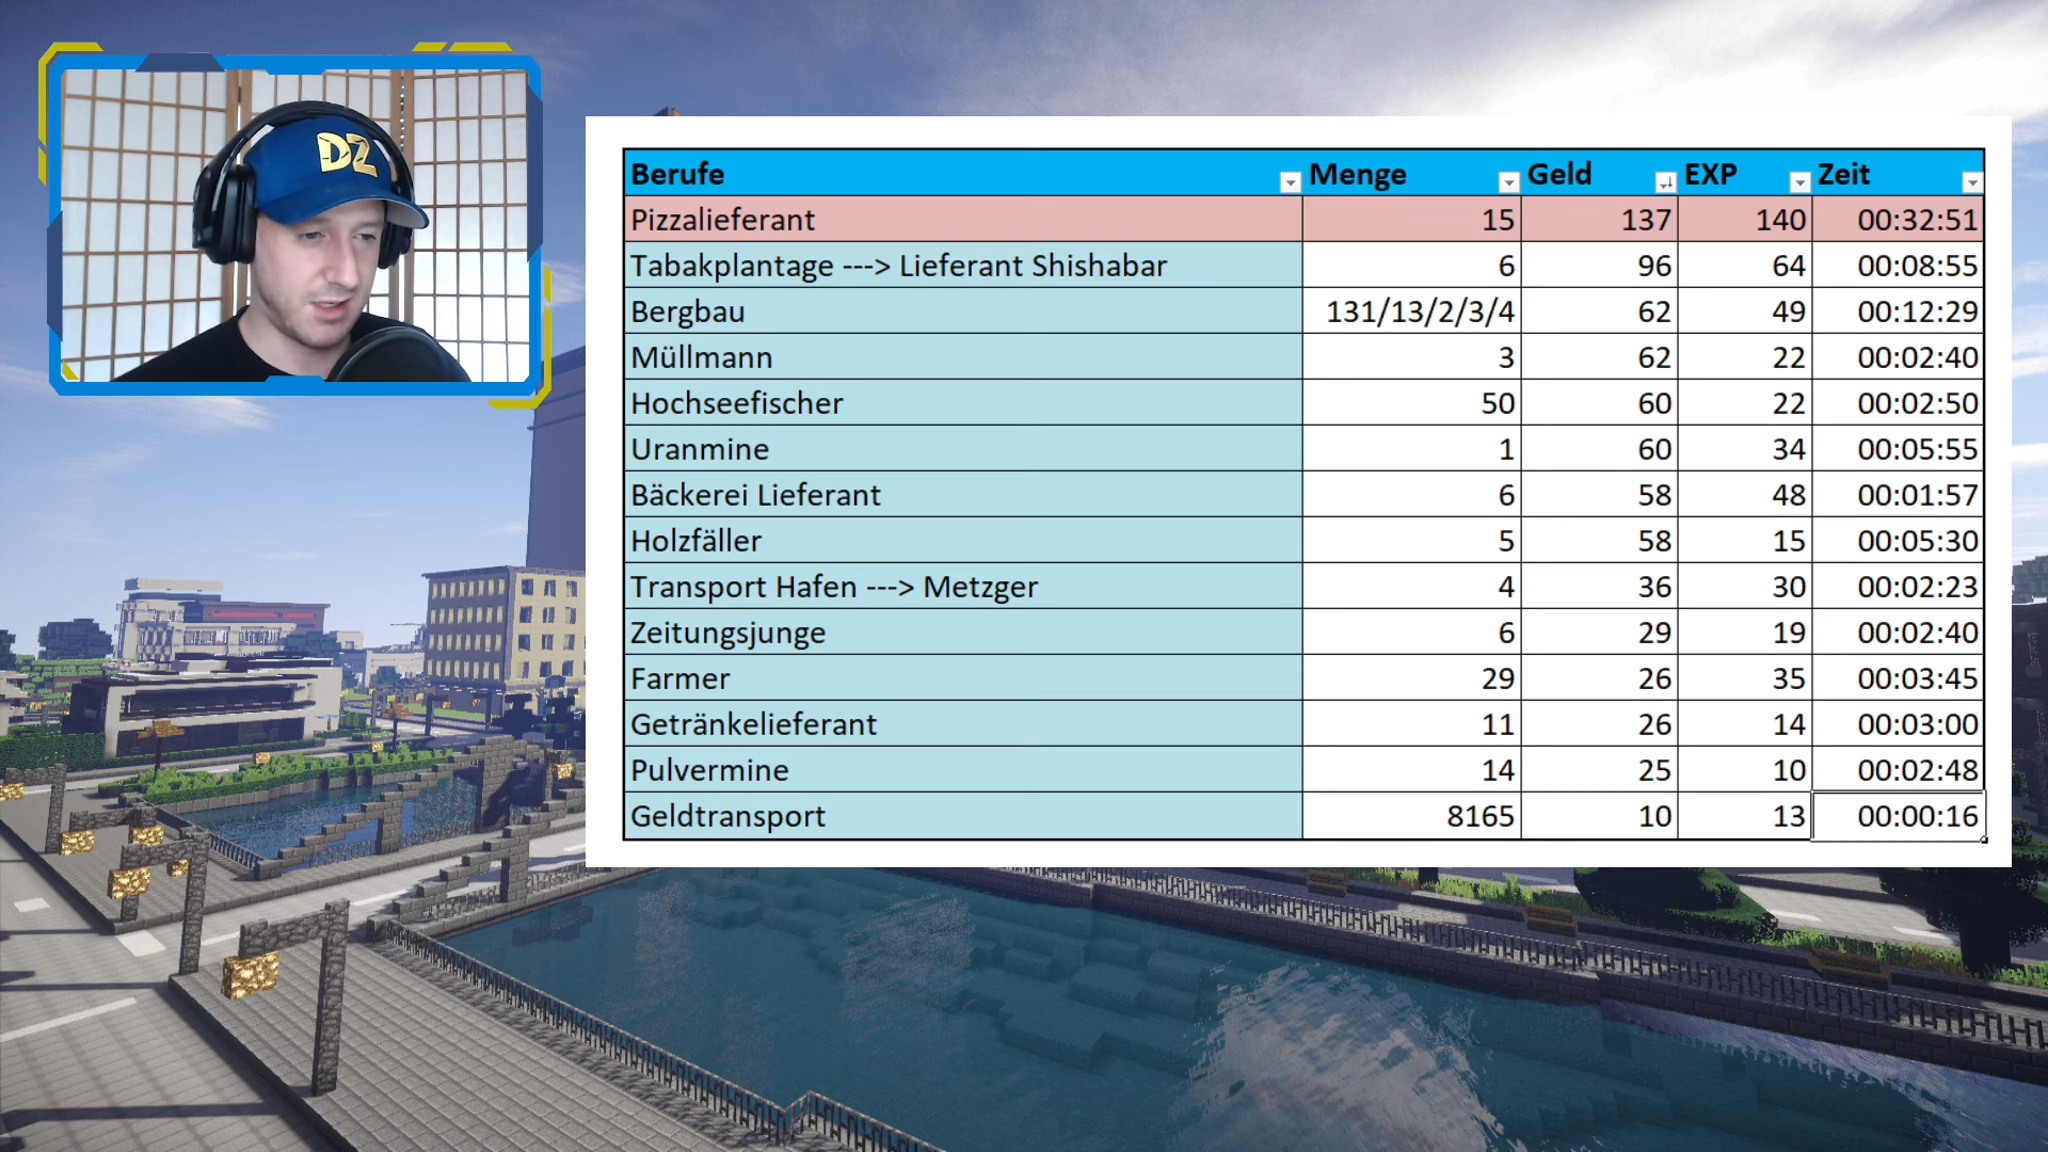 DZ
Berufe Menge Geld EXP Zeit
Pizzalieferant 15 137 140 00:32:51
Tabakplantage ---> Lieferant Shishabar 6 96 64 00:08:55
Bergbau 131/13/2/3/4 62 49 00:12:29
Müllmann 3 62 22 00:02:40
Hochseefischer 50 60 22 00:02:50
Uranmine 1 60 34 00:05:55
Bäckerei Lieferant 6 58 48 00:01:57
Holzfäller 5 58 15 00:05:30
Transport Hafen ---> Metzger 4 36 30 00:02:23
Zeitungsjunge 6 29 19 00:02:40
Farmer 29 26 35 00:03:45
Getränkelieferant 11 26 14 00:03:00
Pulvermine 14 25 10 00:02:48
Geldtransport 8165 10 13 00:00:16